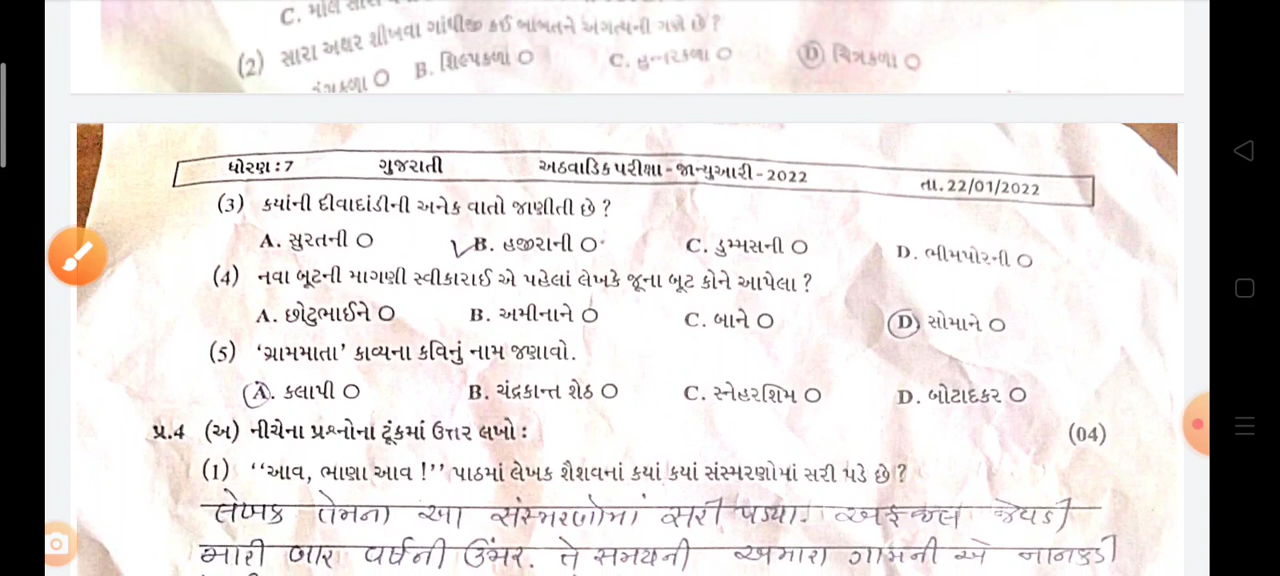 C. મોલ
(2) સારા અક્ષર શીખવા ગાંધીજી કઈ બાબતને અગત્યની ગણે છે ?
B. શિલ્પકળા C. સુન્દરકળા D ચિત્રકળા
ધોરણ : 7 ગુજરાતી અઠવાડિક પરીક્ષા - જાન્યુઆરી - 2022 તા. 22/01/2022
(3) કયાંની દીવાદાંડીની અનેક વાતો જાણીતી છે ?
A. સુરતની B. હજીરાની C. ડુમ્મસની D. ભીમપોરની
(4) નવા બૂટની માગણી સ્વીકારાઈ એ પહેલાં લેખકે જૂના બૂટ કોને આપેલા ?
A. છોટુભાઈને B. અમીનાને C. બાને D. સોમાને
(5) ‘ગ્રામમાતા’ કાવ્યના કવિનું નામ જણાવો.
A. કલાપી B. ચંદ્રકાન્ત શેઠ C. સ્નેહરશિમ D. બોટાદકર
પ્ર.4 (અ) નીચેના પ્રશ્નોના ટૂંકમાં ઉત્તર લખો : (04)
(1) “આવ, ભાણા આવ !” પાઠમાં લેખક શૈશવનાં કયાં કયાં સંસ્મરણોમાં સરી પડે છે ?
લેખક તેમના આ સંસ્મરણોમાં સરી પડ્યા. અફઝલ જેવડી
મારી બાર વર્ષની ઉંમર. તે સમયની અમારા ગામની એ નાનકડી